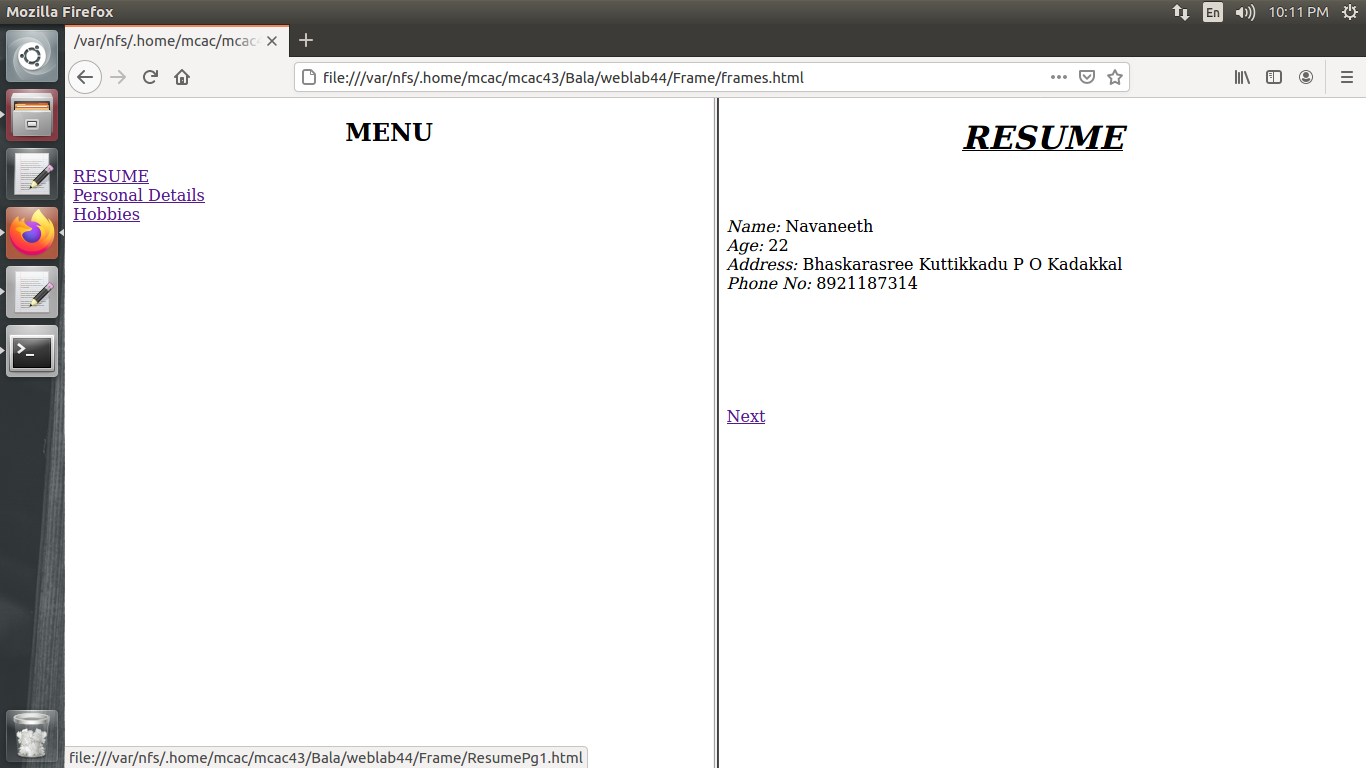 Mozilla Firefox
En
10:11 PM
/var/nfs/.home/mcac/mcac
file:///var/nfs/.home/mcac/mcac43/Bala/weblab44/Frame/frames.html
MENU
RESUME
Personal Details
Hobbies
RESUME
Name: Navaneeth
Age: 22
Address: Bhaskarasree Kuttikkadu P O Kadakkal
Phone No: 8921187314
Next
file:///var/nfs/.home/mcac/mcac43/Bala/weblab44/Frame/ResumePg1.html